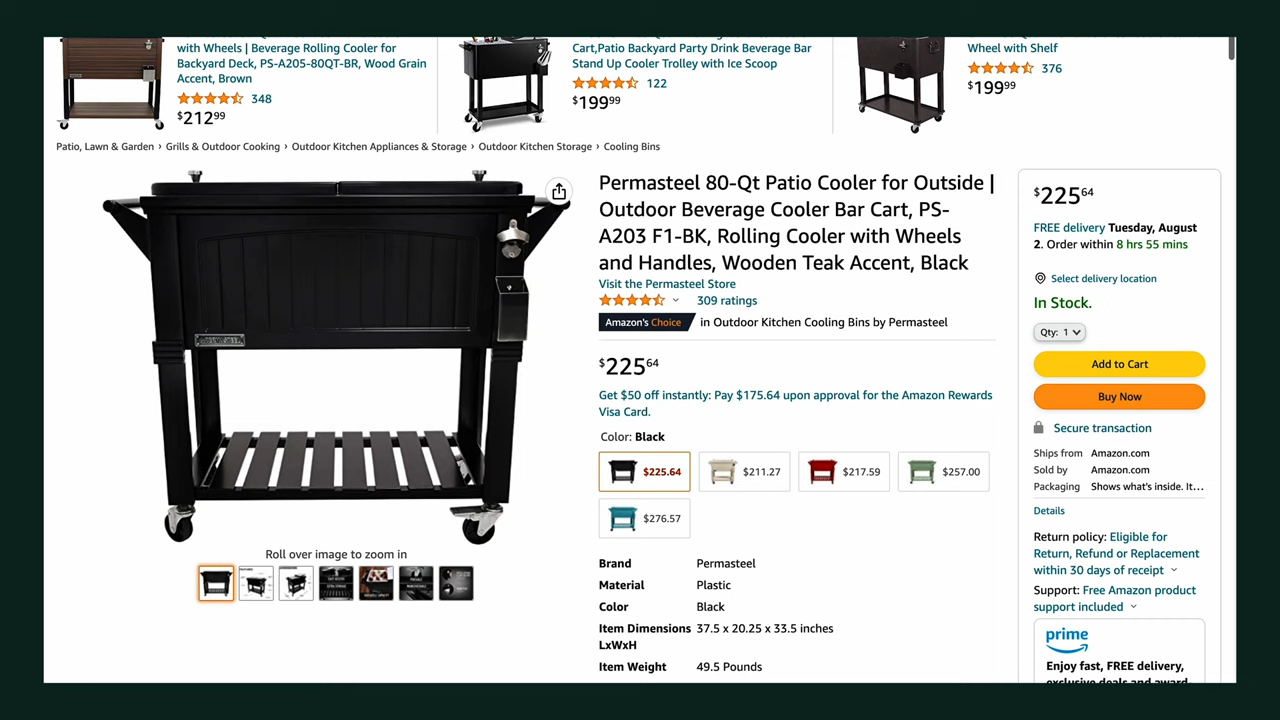 with Wheels | Beverage Rolling Cooler for
Backyard Deck, PS-A205-80QT-BR, Wood Grain
Accent, Brown
348
$212.99
Cart,Patio Backyard Party Drink Beverage Bar
Stand Up Cooler Trolley with Ice Scoop
122
$199.99
Wheel with Shelf
376
$199.99
Patio, Lawn & Garden › Grills & Outdoor Cooking › Outdoor Kitchen Appliances & Storage › Outdoor Kitchen Storage › Cooling Bins
Permasteel 80-Qt Patio Cooler for Outside |
Outdoor Beverage Cooler Bar Cart, PS-
A203 F1-BK, Rolling Cooler with Wheels
and Handles, Wooden Teak Accent, Black
Visit the Permasteel Store
309 ratings
Amazon's Choice in Outdoor Kitchen Cooling Bins by Permasteel
$225.64
Get $50 off instantly: Pay $175.64 upon approval for the Amazon Rewards
Visa Card.
Color: Black
$225.64
$211.27
$217.59
$257.00
$276.57
Brand Permasteel
Material Plastic
Color Black
Item Dimensions 37.5 x 20.25 x 33.5 inches
LxWxH
Item Weight 49.5 Pounds
Roll over image to zoom in
$225.64
FREE delivery Tuesday, August
2. Order within 8 hrs 55 mins
Select delivery location
In Stock.
Qty: 1
Add to Cart
Buy Now
Secure transaction
Ships from Amazon.com
Sold by Amazon.com
Packaging Shows what's inside. It…
Details
Return policy: Eligible for
Return, Refund or Replacement
within 30 days of receipt
Support: Free Amazon product
support included
prime
Enjoy fast, FREE delivery,
exclusive deals and award